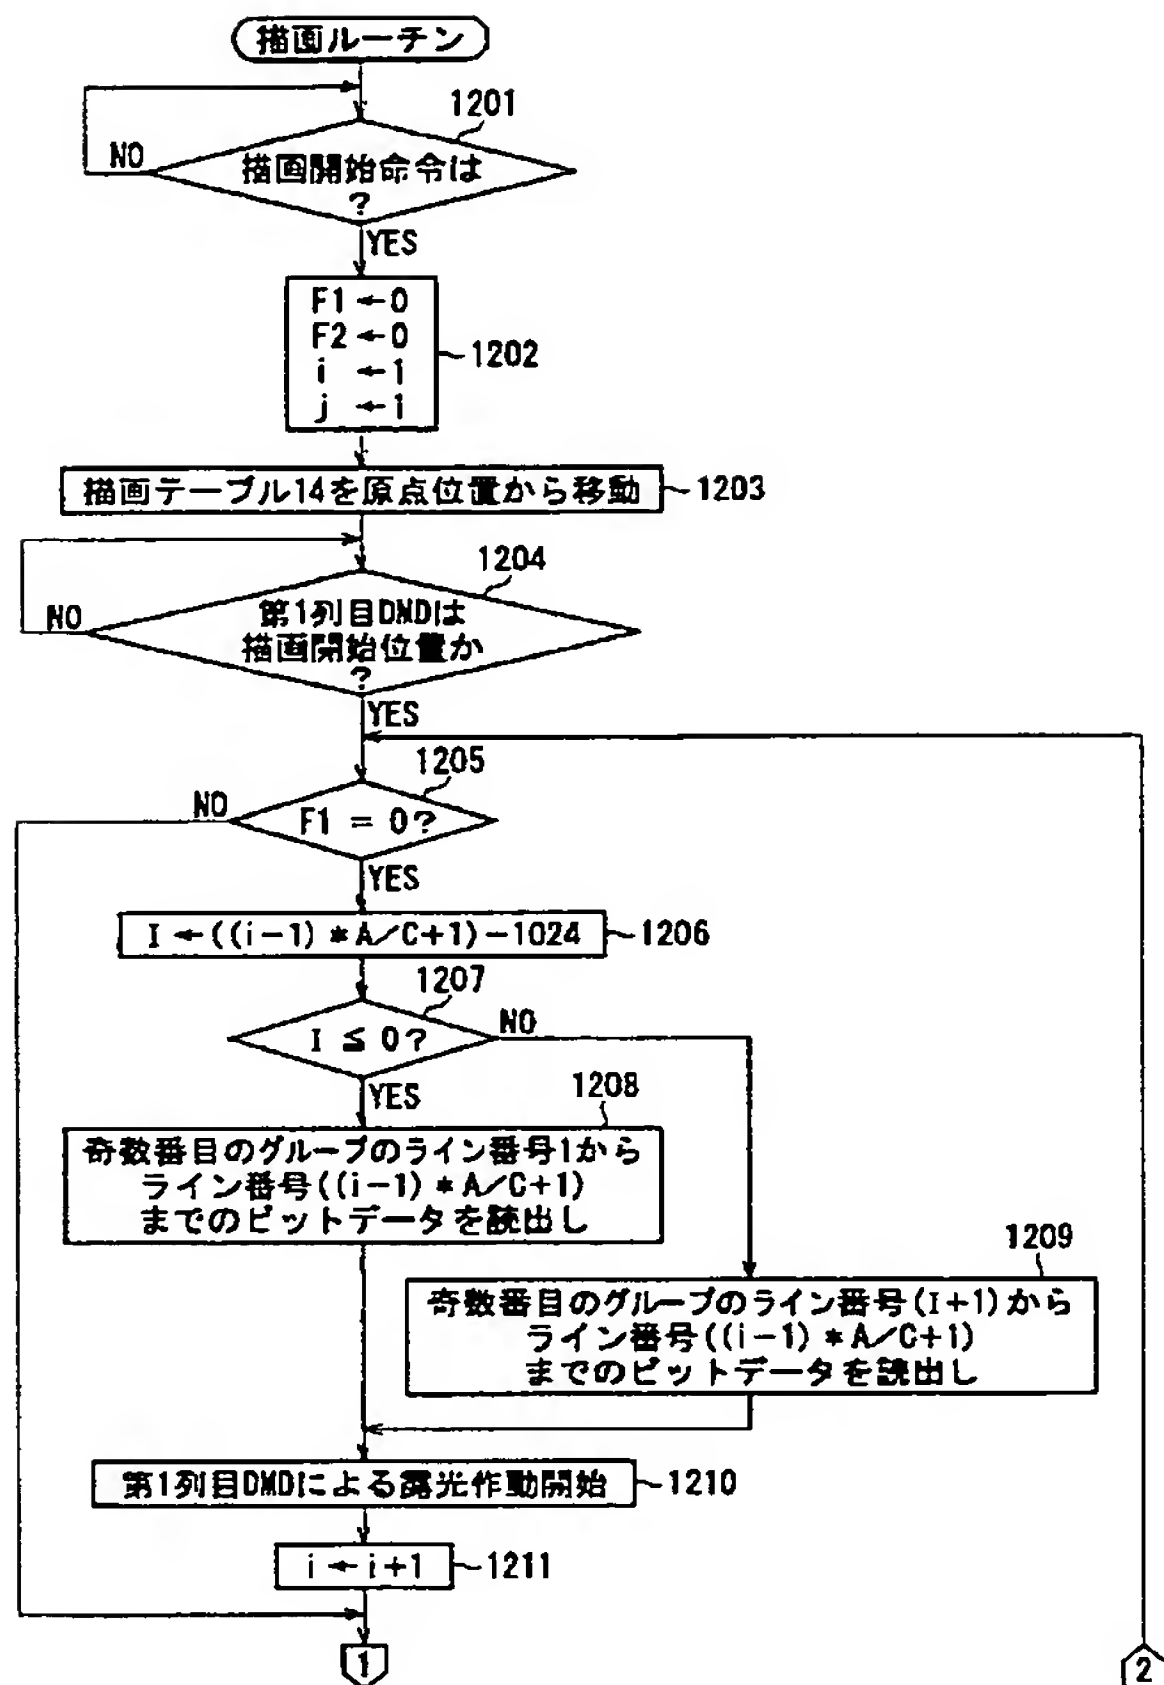 描画ルーチン
1201
NO
描画開始命令は
?
YES
F1←0
F2←0
i ←1
j ←1
1202
描画テーブル14を原点位置から移動
1203
1204
NO
第1列目DMDは
描画開始位置か
?
YES
1205
NO
F1 = 0?
YES
I←((i-1)*A/C+1)-1024
1206
1207
I ≦ 0?
NO
YES
1208
奇数番目のグループのライン番号1から
ライン番号((i-1)*A/C+1)
までのビットデータを読出し
1209
奇数番目のグループのライン番号(I+1)から
ライン番号((i-1)*A/C+1)
までのビットデータを読出し
第1列目DMDによる露光作動開始
1210
i←i+1
1211
1
2